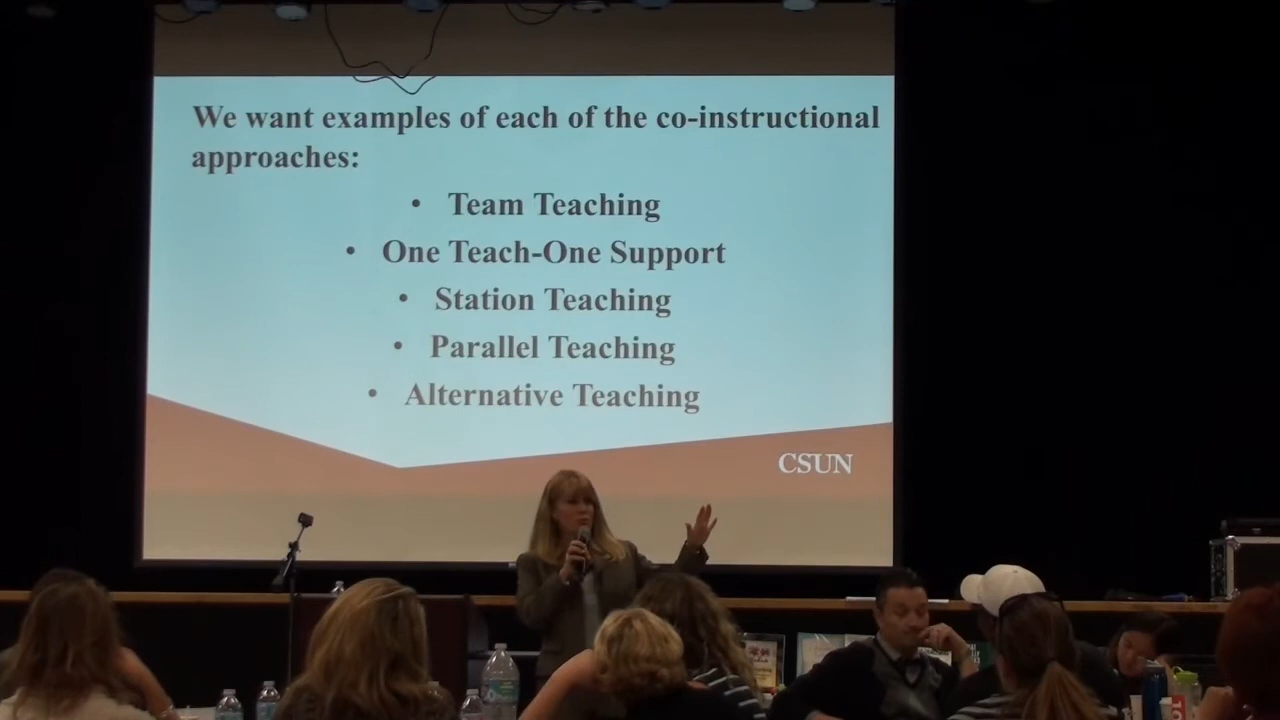 We want examples of each of the co-instructional
approaches:
• Team Teaching
• One Teach-One Support
• Station Teaching
• Parallel Teaching
• Alternative Teaching
CSUN